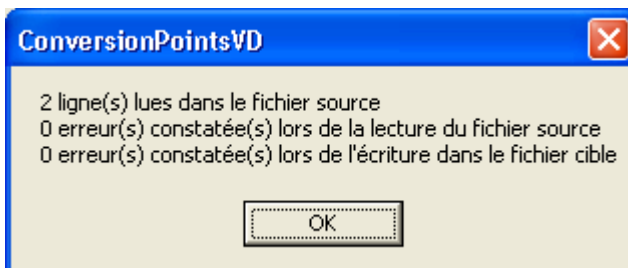 ConversionPointsVD
2 ligne(s) lues dans le fichier source
0 erreur(s) constatée(s) lors de la lecture du fichier source
0 erreur(s) constatée(s) lors de l'écriture dans le fichier cible
OK